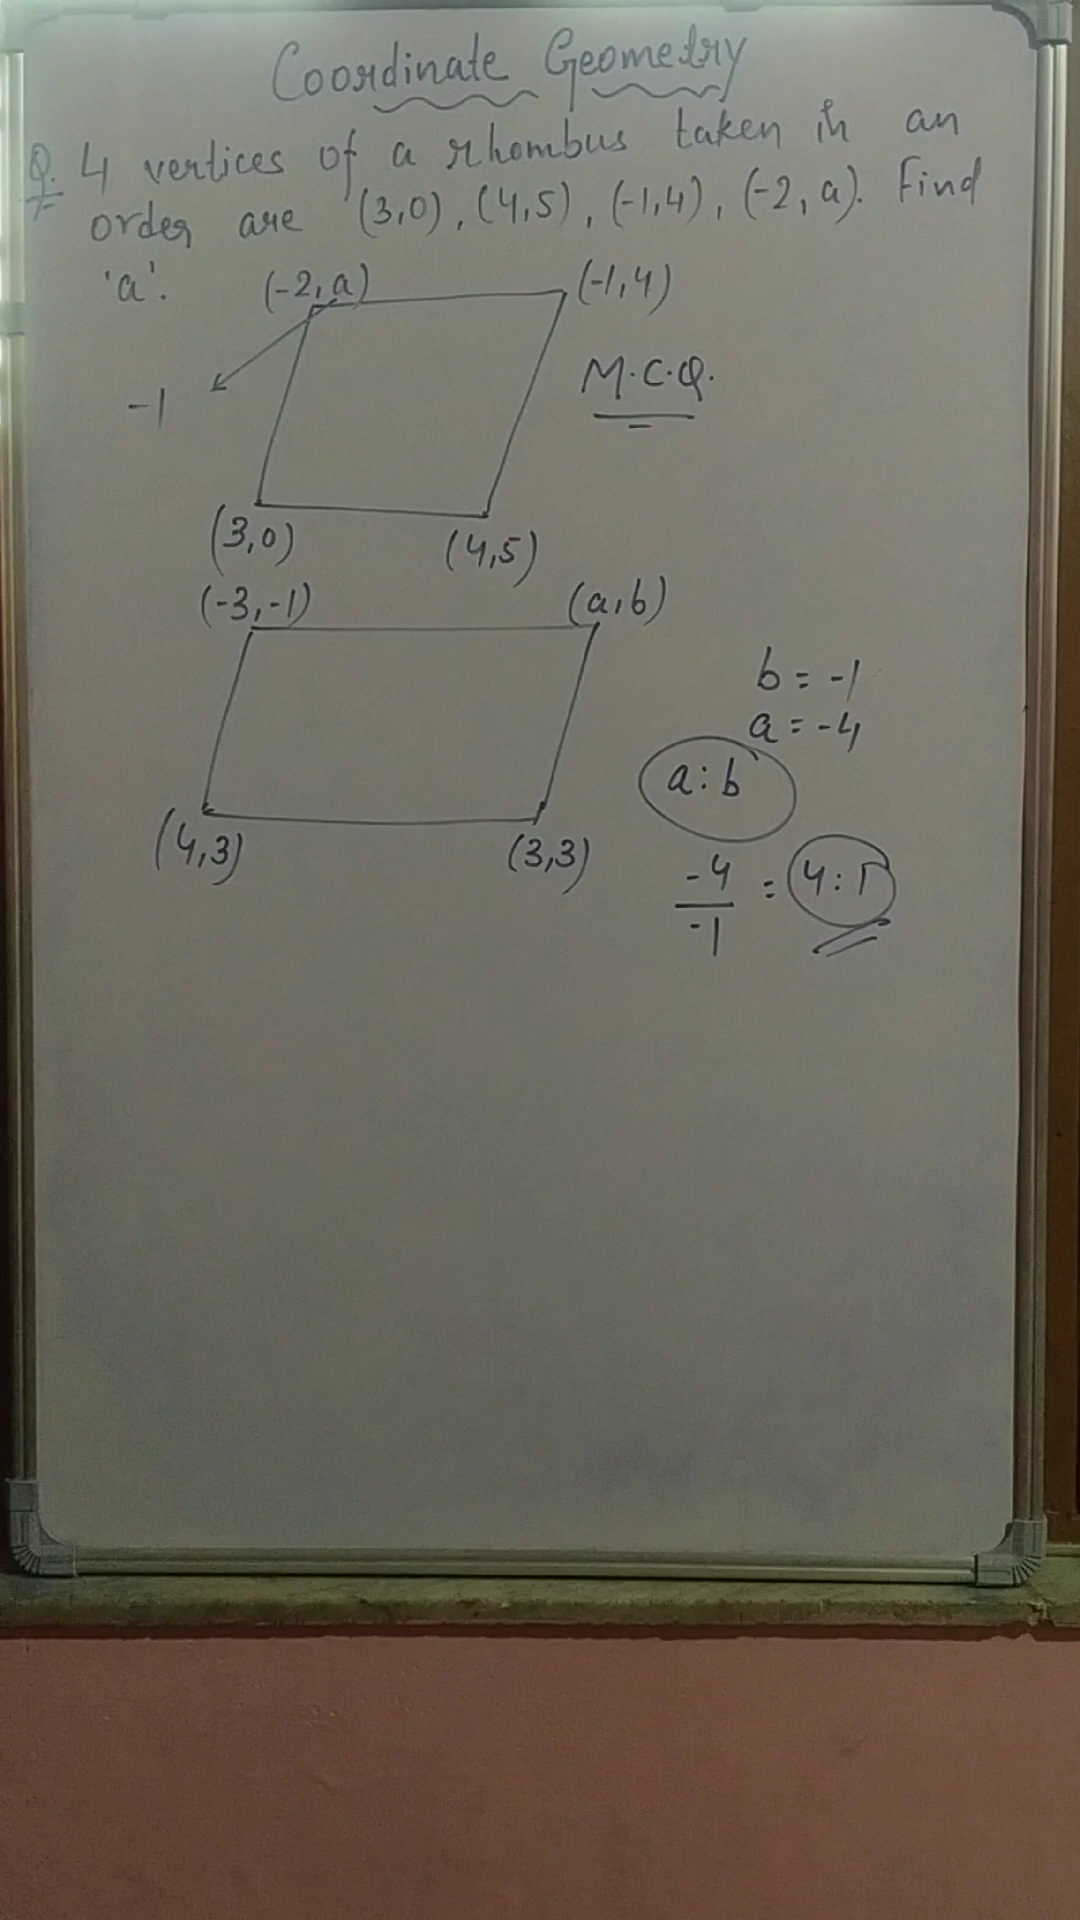 Coordinate Geometry
Q. 4 vertices of a rhombus taken in an
order are (3,0), (4,5), (-1,4), (-2, a). Find
'a'.
(-2, a)
(-1,4)
-1
M.C.Q.
(3,0)
(4,5)
(-3,-1)
(a,b)
b = -1
a = -4
a:b
(4,3)
(3,3)
-4/-1 = 4:1